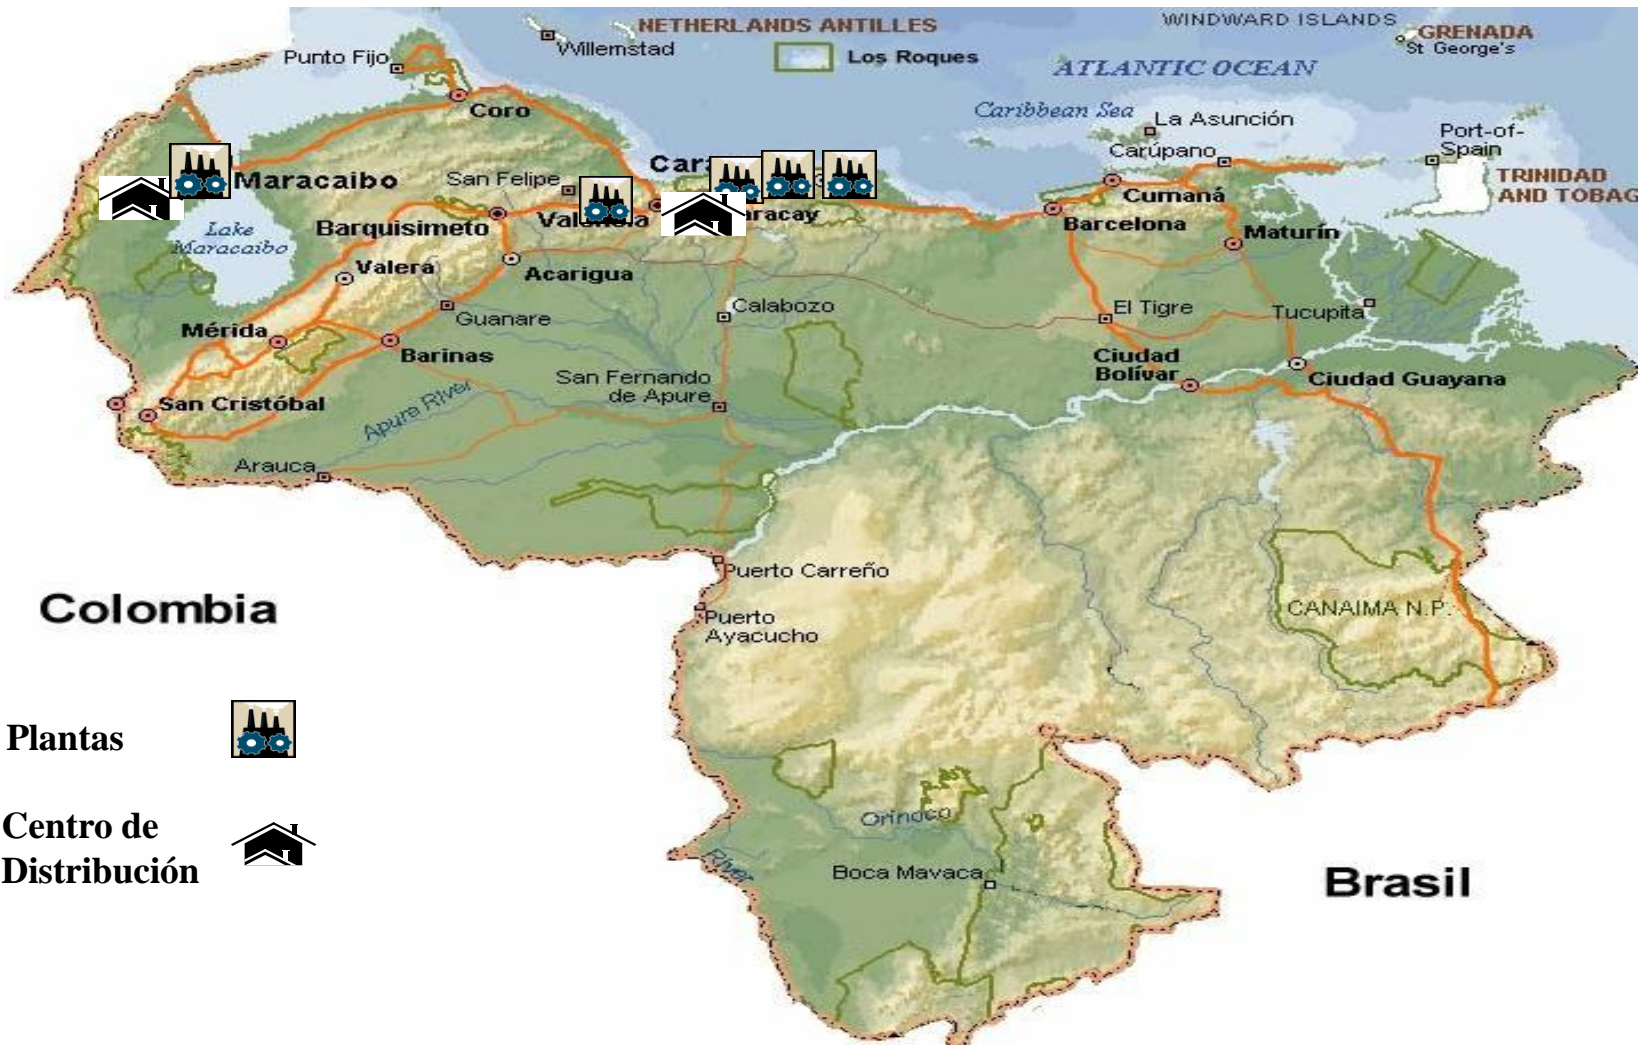 NETHERLANDS ANTILLES
WINDWARD ISLANDS
GRENADA
St George's
Willemstad
Punto Fijo
Los Roques
ATLANTIC OCEAN
Coro
Caribbean Sea
La Asunción
Port-of-
Spain
Carúpano
TRINIDAD
AND TOBAG
Maracaibo
San Felipe
Cumaná
Barcelona
Maturín
Barquisimeto
Lake
Maracaibo
Valera
Acarigua
Guanare
Calabozo
El Tigre
Tucupita
Mérida
Barinas
Ciudad
Bolívar
Ciudad Guayana
San Fernando
de Apure
San Cristóbal
Apure River
Arauca
Puerto Carreño
Puerto
Ayacucho
CANAIMA N.P.
Colombia
Plantas
Centro de
Distribución
Orinoco
River
Boca Mavaca
Brasil